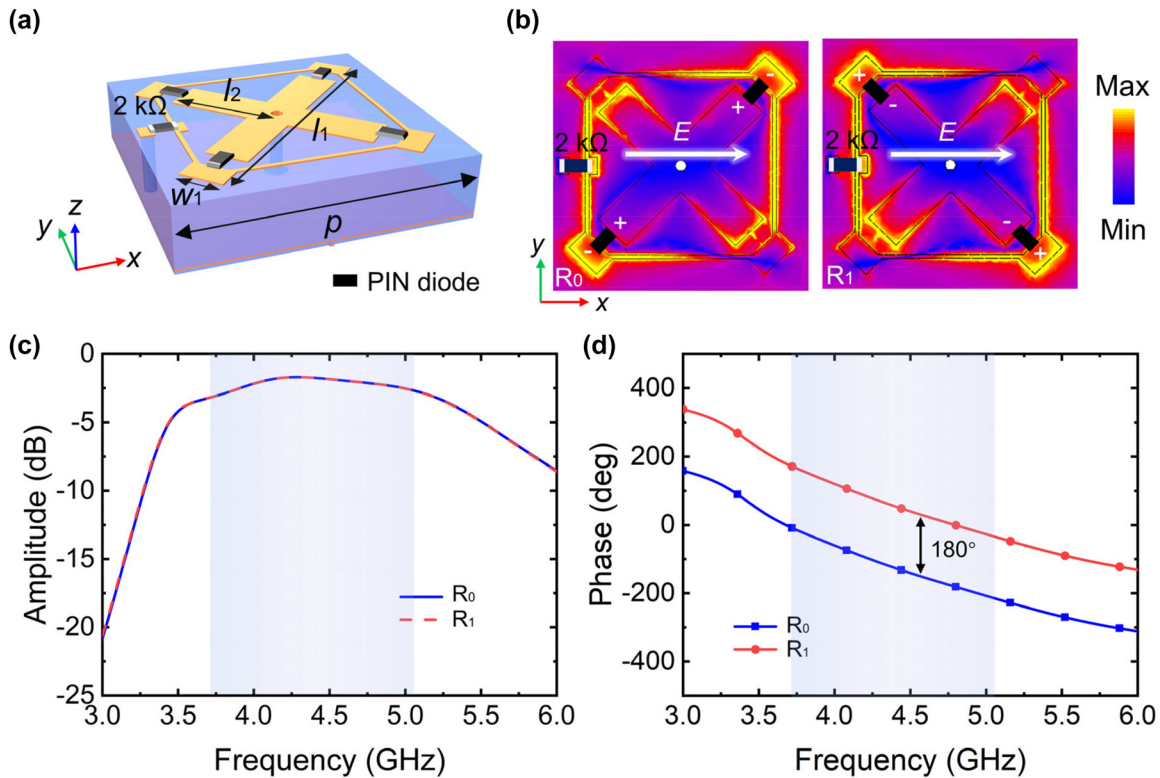 (a)
2 kΩ
l2
l1
w1
p
z
y
x
PIN diode
(b)
-
+
E
2 kΩ
+
-
R0
y
x
+
-
E
2 kΩ
-
+
R1
Max
Min
(c)
0
-5
-10
-15
-20
-25
Amplitude (dB)
R0
R1
3.0 3.5 4.0 4.5 5.0 5.5 6.0
Frequency (GHz)
(d)
400
200
0
-200
-400
Phase (deg)
180°
R0
R1
3.0 3.5 4.0 4.5 5.0 5.5 6.0
Frequency (GHz)